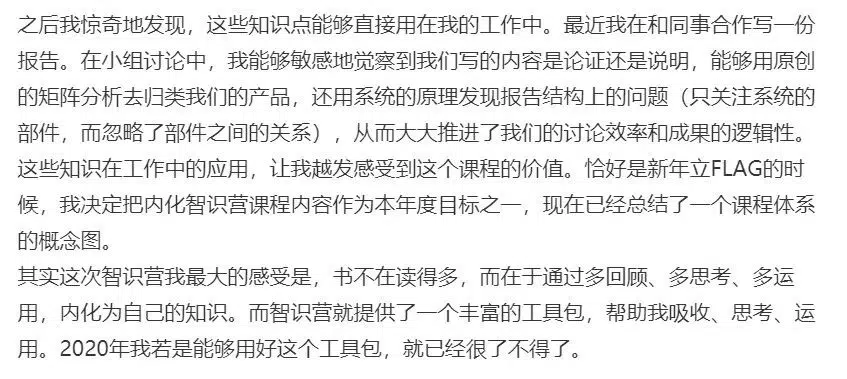 之后我惊奇地发现，这些知识点能够直接用在我的工作中。最近我在和同事合作写一份
报告。在小组讨论中，我能够敏感地觉察到我们写的内容是论证还是说明，能够用原创
的矩阵分析去归类我们的产品，还用系统的原理发现报告结构上的问题（只关注系统的
部件，而忽略了部件之间的关系），从而大大推进了我们的讨论效率和成果的逻辑性。
这些知识在工作中的应用，让我越发感受到这个课程的价值。恰好是新年立FLAG的时
候，我决定把内化智识营课程内容作为本年度目标之一，现在已经总结了一个课程体系
的概念图。
其实这次智识营我最大的感受是，书不在读得多，而在于通过多回顾、多思考、多运
用，内化为自己的知识。而智识营就提供了一个丰富的工具包，帮助我吸收、思考、运
用。2020年我若是能够用好这个工具包，就已经很了不得了。